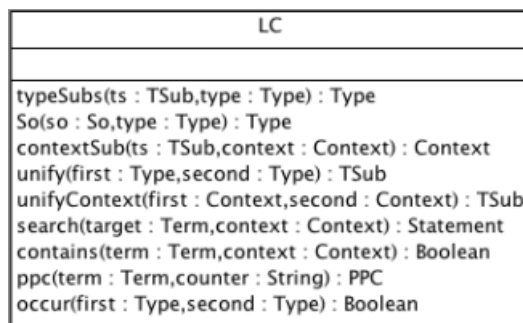 LC
typeSubs(ts : TSub,type : Type) : Type
So(so : So,type : Type) : Type
contextSub(ts : TSub,context : Context) : Context
unify(first : Type,second : Type) : TSub
unifyContext(first : Context,second : Context) : TSub
search(target : Term,context : Context) : Statement
contains(term : Term,context : Context) : Boolean
ppc(term : Term,counter : String) : PPC
occur(first : Type,second : Type) : Boolean